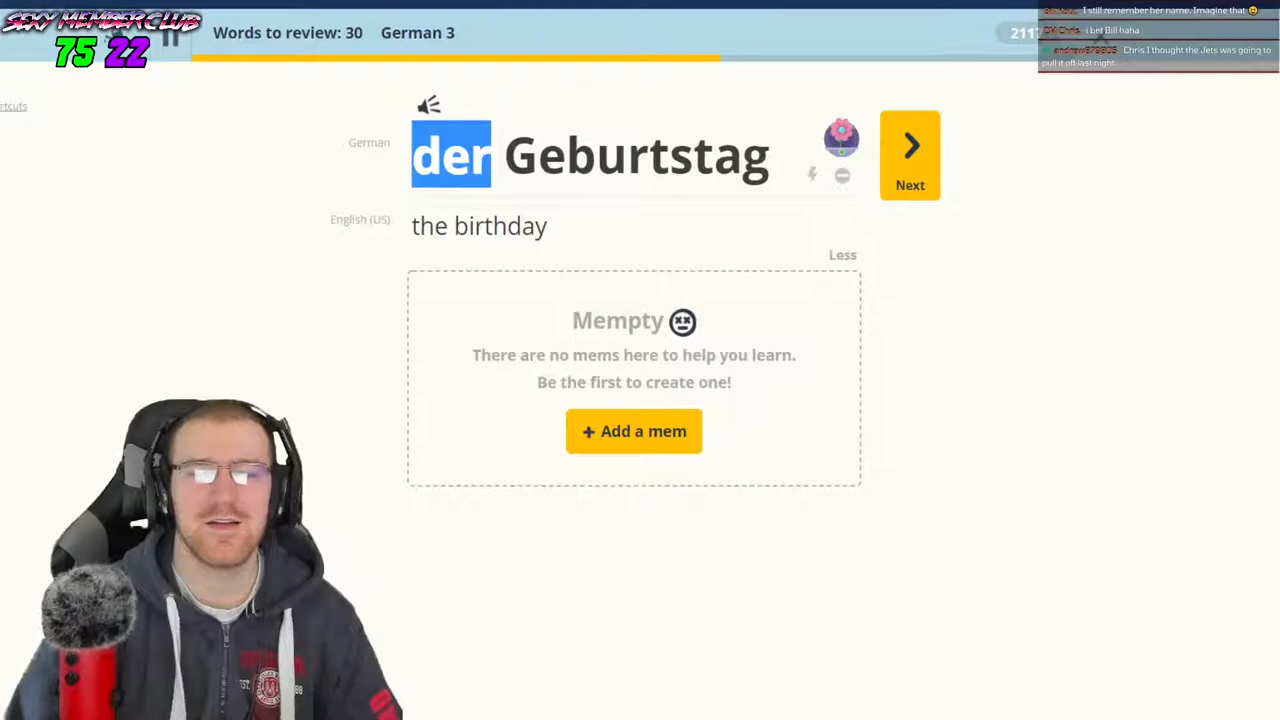 SEXY MEMBER CLUB
75 22
Words to review: 30 German 3
I still remember her name. Imagine that
Chris i bet Bill haha
Chris I thought the Jets was going to
pull it off last night..
rtcuts
German
der Geburtstag
Next
English (US)
the birthday
Less
Mempty
There are no mems here to help you learn.
Be the first to create one!
+ Add a mem